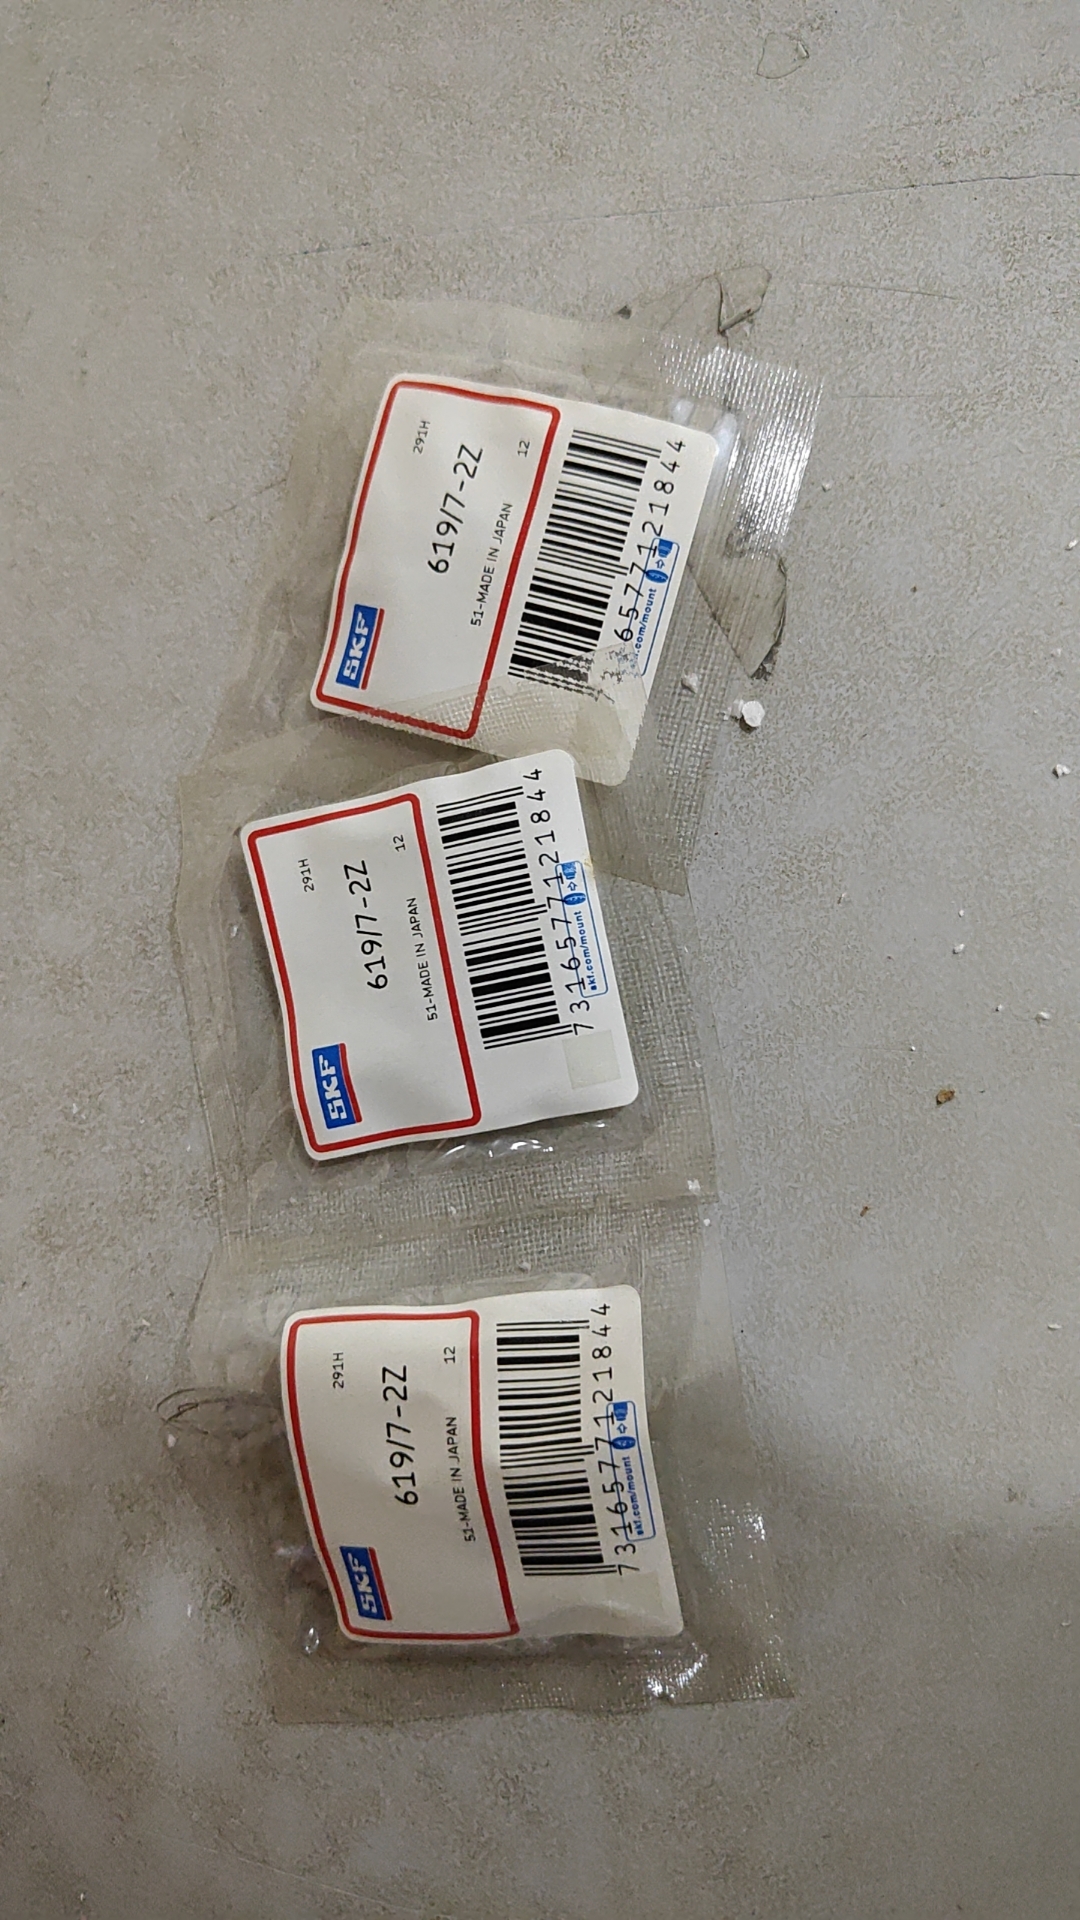 SKF
291H
619/7-2Z
51-MADE IN JAPAN
12
6577121844
.com/mount
SKF
291H
619/7-2Z
51-MADE IN JAPAN
12
7316577121844
skf.com/mount
SKF
291H
619/7-2Z
51-MADE IN JAPAN
12
7316577121844
skf.com/mount